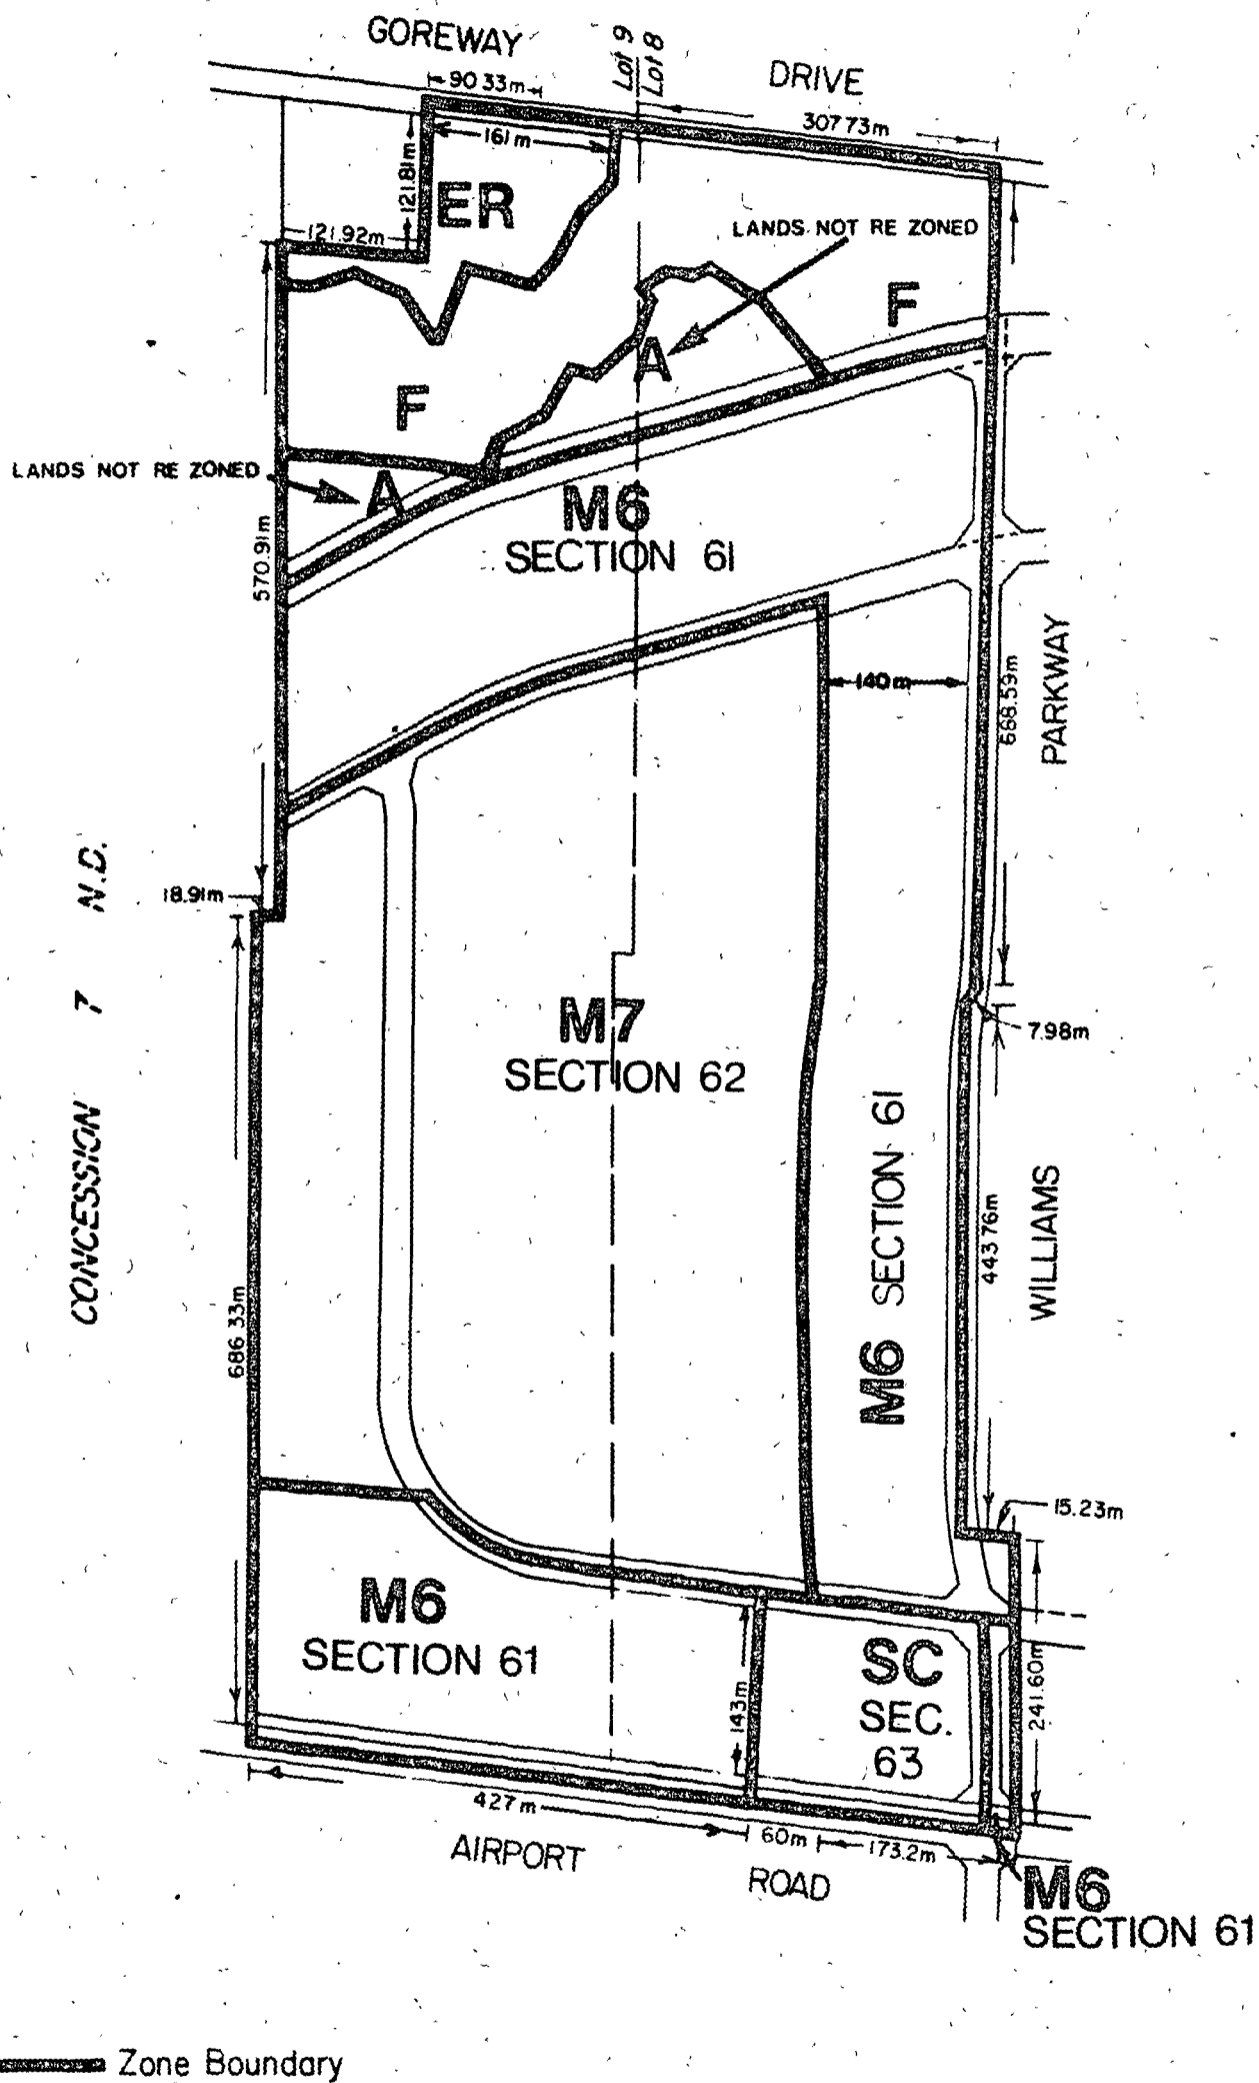 GOREWAY
Lot 9
Lot 8
DRIVE
90 33m
307 73m
161 m
121.81m
ER
121.92m
LANDS NOT RE ZONED
F
A
F
LANDS NOT RE ZONED
A
M6
SECTION 61
570.91m
140 m
668.59m
PARKWAY
18.91m
N.D.
7
CONCESSION
M7
SECTION 62
7.98m
M6 SECTION 61
443 76m
WILLIAMS
686 33m
15.23m
M6
SECTION 61
SC
SEC.
63
143m
241.60m
427 m
60m
173.2m
AIRPORT
ROAD
M6
SECTION 61
Zone Boundary